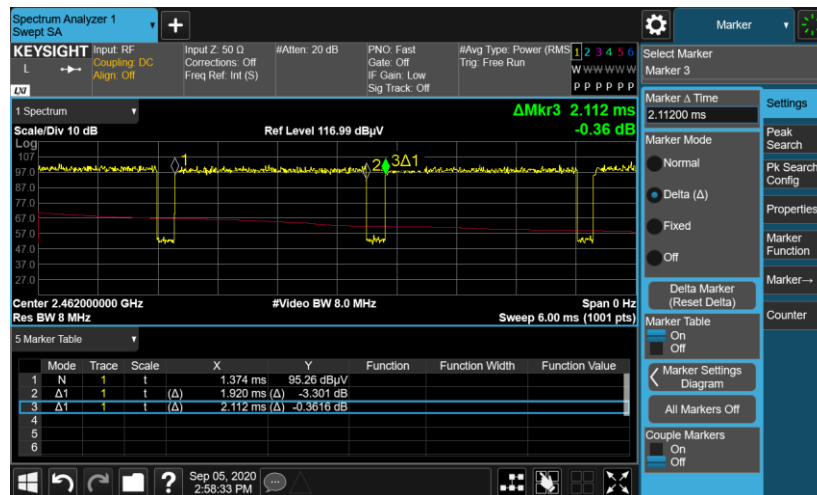 Spectrum Analyzer 1
Swept SA
+
Marker
KEYSIGHT
L
LXI
Input: RF
Coupling: DC
Align: Off
Input Z: 50 Ω
Corrections: Off
Freq Ref: Int (S)
#Atten: 20 dB
PNO: Fast
Gate: Off
IF Gain: Low
Sig Track: Off
#Avg Type: Power (RMS
Trig: Free Run
1 2 3 4 5 6
W W W W W W
P P P P P P
Select Marker
Marker 3
1 Spectrum
ΔMkr3 2.112 ms
-0.36 dB
Scale/Div 10 dB
Ref Level 116.99 dBµV
Log
107
97.0
87.0
77.0
67.0
57.0
47.0
37.0
27.0
1
2
3Δ1
Center 2.462000000 GHz
Res BW 8 MHz
#Video BW 8.0 MHz
Span 0 Hz
Sweep 6.00 ms (1001 pts)
5 Marker Table
Mode Trace Scale X Y Function Function Width Function Value
1 N 1 t 1.374 ms 95.26 dBµV
2 Δ1 1 t (Δ) 1.920 ms (Δ) -3.301 dB
3 Δ1 1 t (Δ) 2.112 ms (Δ) -0.3616 dB
4
5
6
Marker Δ Time
2.11200 ms
Marker Mode
Normal
Delta (Δ)
Fixed
Off
Delta Marker
(Reset Delta)
Marker Table
On
Off
Marker Settings
Diagram
All Markers Off
Couple Markers
On
Off
Settings
Peak
Search
Pk Search
Config
Properties
Marker
Function
Marker→
Counter
?
Sep 05, 2020
2:58:33 PM